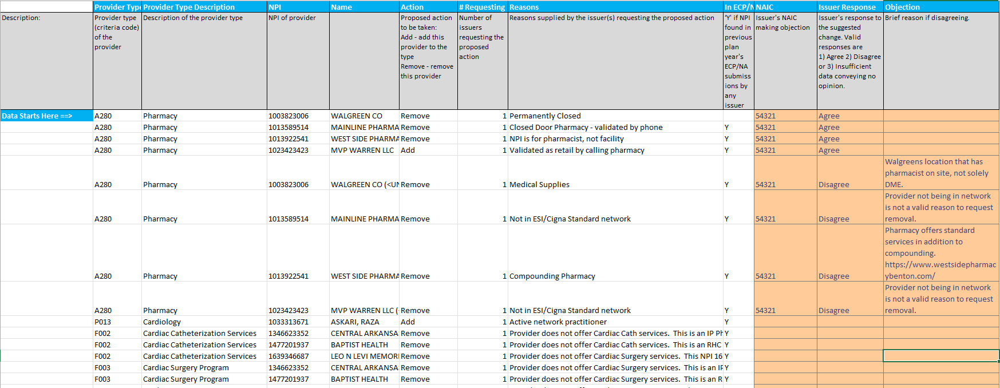 Provider Type Provider Type Description NPI Name Action # Requesting Reasons In ECP/N NAIC Issuer Response Objection
Description:
Provider type
(criteria code)
of the
provider
Description of the provider type
NPI of provider
Proposed action
to be taken:
Add - add this
provider to the
type
Remove - remove
this provider
Number of
issuers
requesting the
proposed
action
Reasons supplied by the issuer(s) requesting the proposed action
'Y' if NPI
found in
previous
plan
year's
ECP/NA
submiss
ions by
any
issuer
Issuer's NAIC
making objection
Issuer's response to
the suggested
change. Valid
responses are
1) Agree 2) Disagree
or 3) Insufficient
data conveying no
opinion.
Brief reason if disagreeing.
Data Starts Here ==> A280 Pharmacy 1003823006 WALGREEN CO Remove 1 Permanently Closed 54321 Agree
A280 Pharmacy 1013589514 MAINLINE PHARMA Remove 1 Closed Door Pharmacy - validated by phone Y 54321 Agree
A280 Pharmacy 1013922541 WEST SIDE PHARMA Remove 1 NPI is for pharmacist, not facility Y 54321 Agree
A280 Pharmacy 1023423423 MVP WARREN LLC Add 1 Validated as retail by calling pharmacy Y 54321 Agree
Walgreens location that has
pharmacist on site, not solely
A280 Pharmacy 1003823006 WALGREEN CO (<UN Remove 1 Medical Supplies Y 54321 Disagree DME.
Provider not being in network
is not a valid reason to request
A280 Pharmacy 1013589514 MAINLINE PHARMA Remove 1 Not in ESI/Cigna Standard network Y 54321 Disagree removal.
Pharmacy offers standard
services in addition to
compounding.
https://www.westsidepharmac
A280 Pharmacy 1013922541 WEST SIDE PHARMA Remove 1 Compounding Pharmacy Y 54321 Disagree ybenton.com/
Provider not being in network
is not a valid reason to request
A280 Pharmacy 1023423423 MVP WARREN LLC ( Remove 1 Not in ESI/Cigna Standard network Y 54321 Disagree removal.
P013 Cardiology 1033313671 ASKARI, RAZA Add 1 Active network practitioner Y
F002 Cardiac Catheterization Services 1346623352 CENTRAL ARKANSA Remove 1 Provider does not offer Cardiac Cath services. This is an IP Ph Y
F002 Cardiac Catheterization Services 1477201937 BAPTIST HEALTH Remove 1 Provider does not offer Cardiac Cath services. This is an RHC Y
F002 Cardiac Catheterization Services 1639346687 LEO N LEVI MEMORI Remove 1 Provider does not offer Cardiac Surgery services. This NPI 16 Y
F003 Cardiac Surgery Program 1346623352 CENTRAL ARKANSA Remove 1 Provider does not offer Cardiac Surgery services. This is an IP Y
F003 Cardiac Surgery Program 1477201937 BAPTIST HEALTH Remove 1 Provider does not offer Cardiac Surgery services. This is an R Y